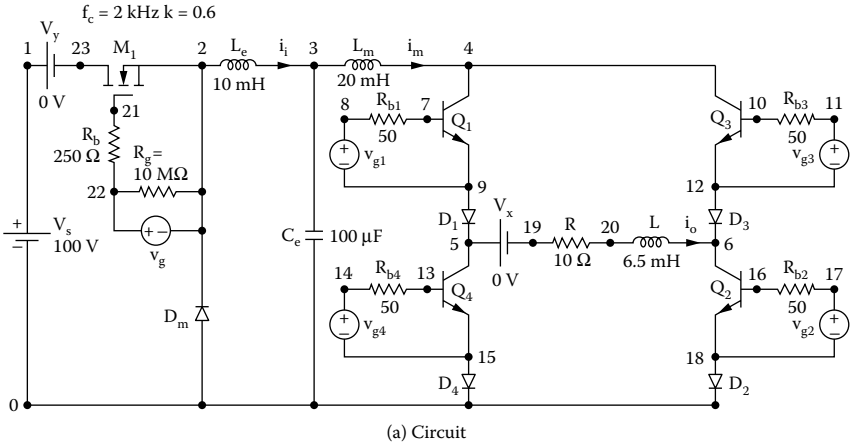 f_c = 2 kHz k = 0.6
1
V_y
23
M_1
2
L_e
i_i
3
L_m
i_m
4
0 V
10 mH
20 mH
21
8
R_b1
7
Q_1
Q_3
10
R_b3
11
50
50
R_b
250 Ω
R_g =
10 MΩ
v_g1
v_g3
22
9
12
+
−
V_s
100 V
+ −
v_g
C_e
100 μF
D_1
5
V_x
19
R
20
L
i_o
6
D_3
0 V
10 Ω
6.5 mH
14
R_b4
13
Q_4
Q_2
16
R_b2
17
50
50
D_m
+
−
v_g4
+
−
v_g2
15
18
D_4
D_2
0
(a) Circuit